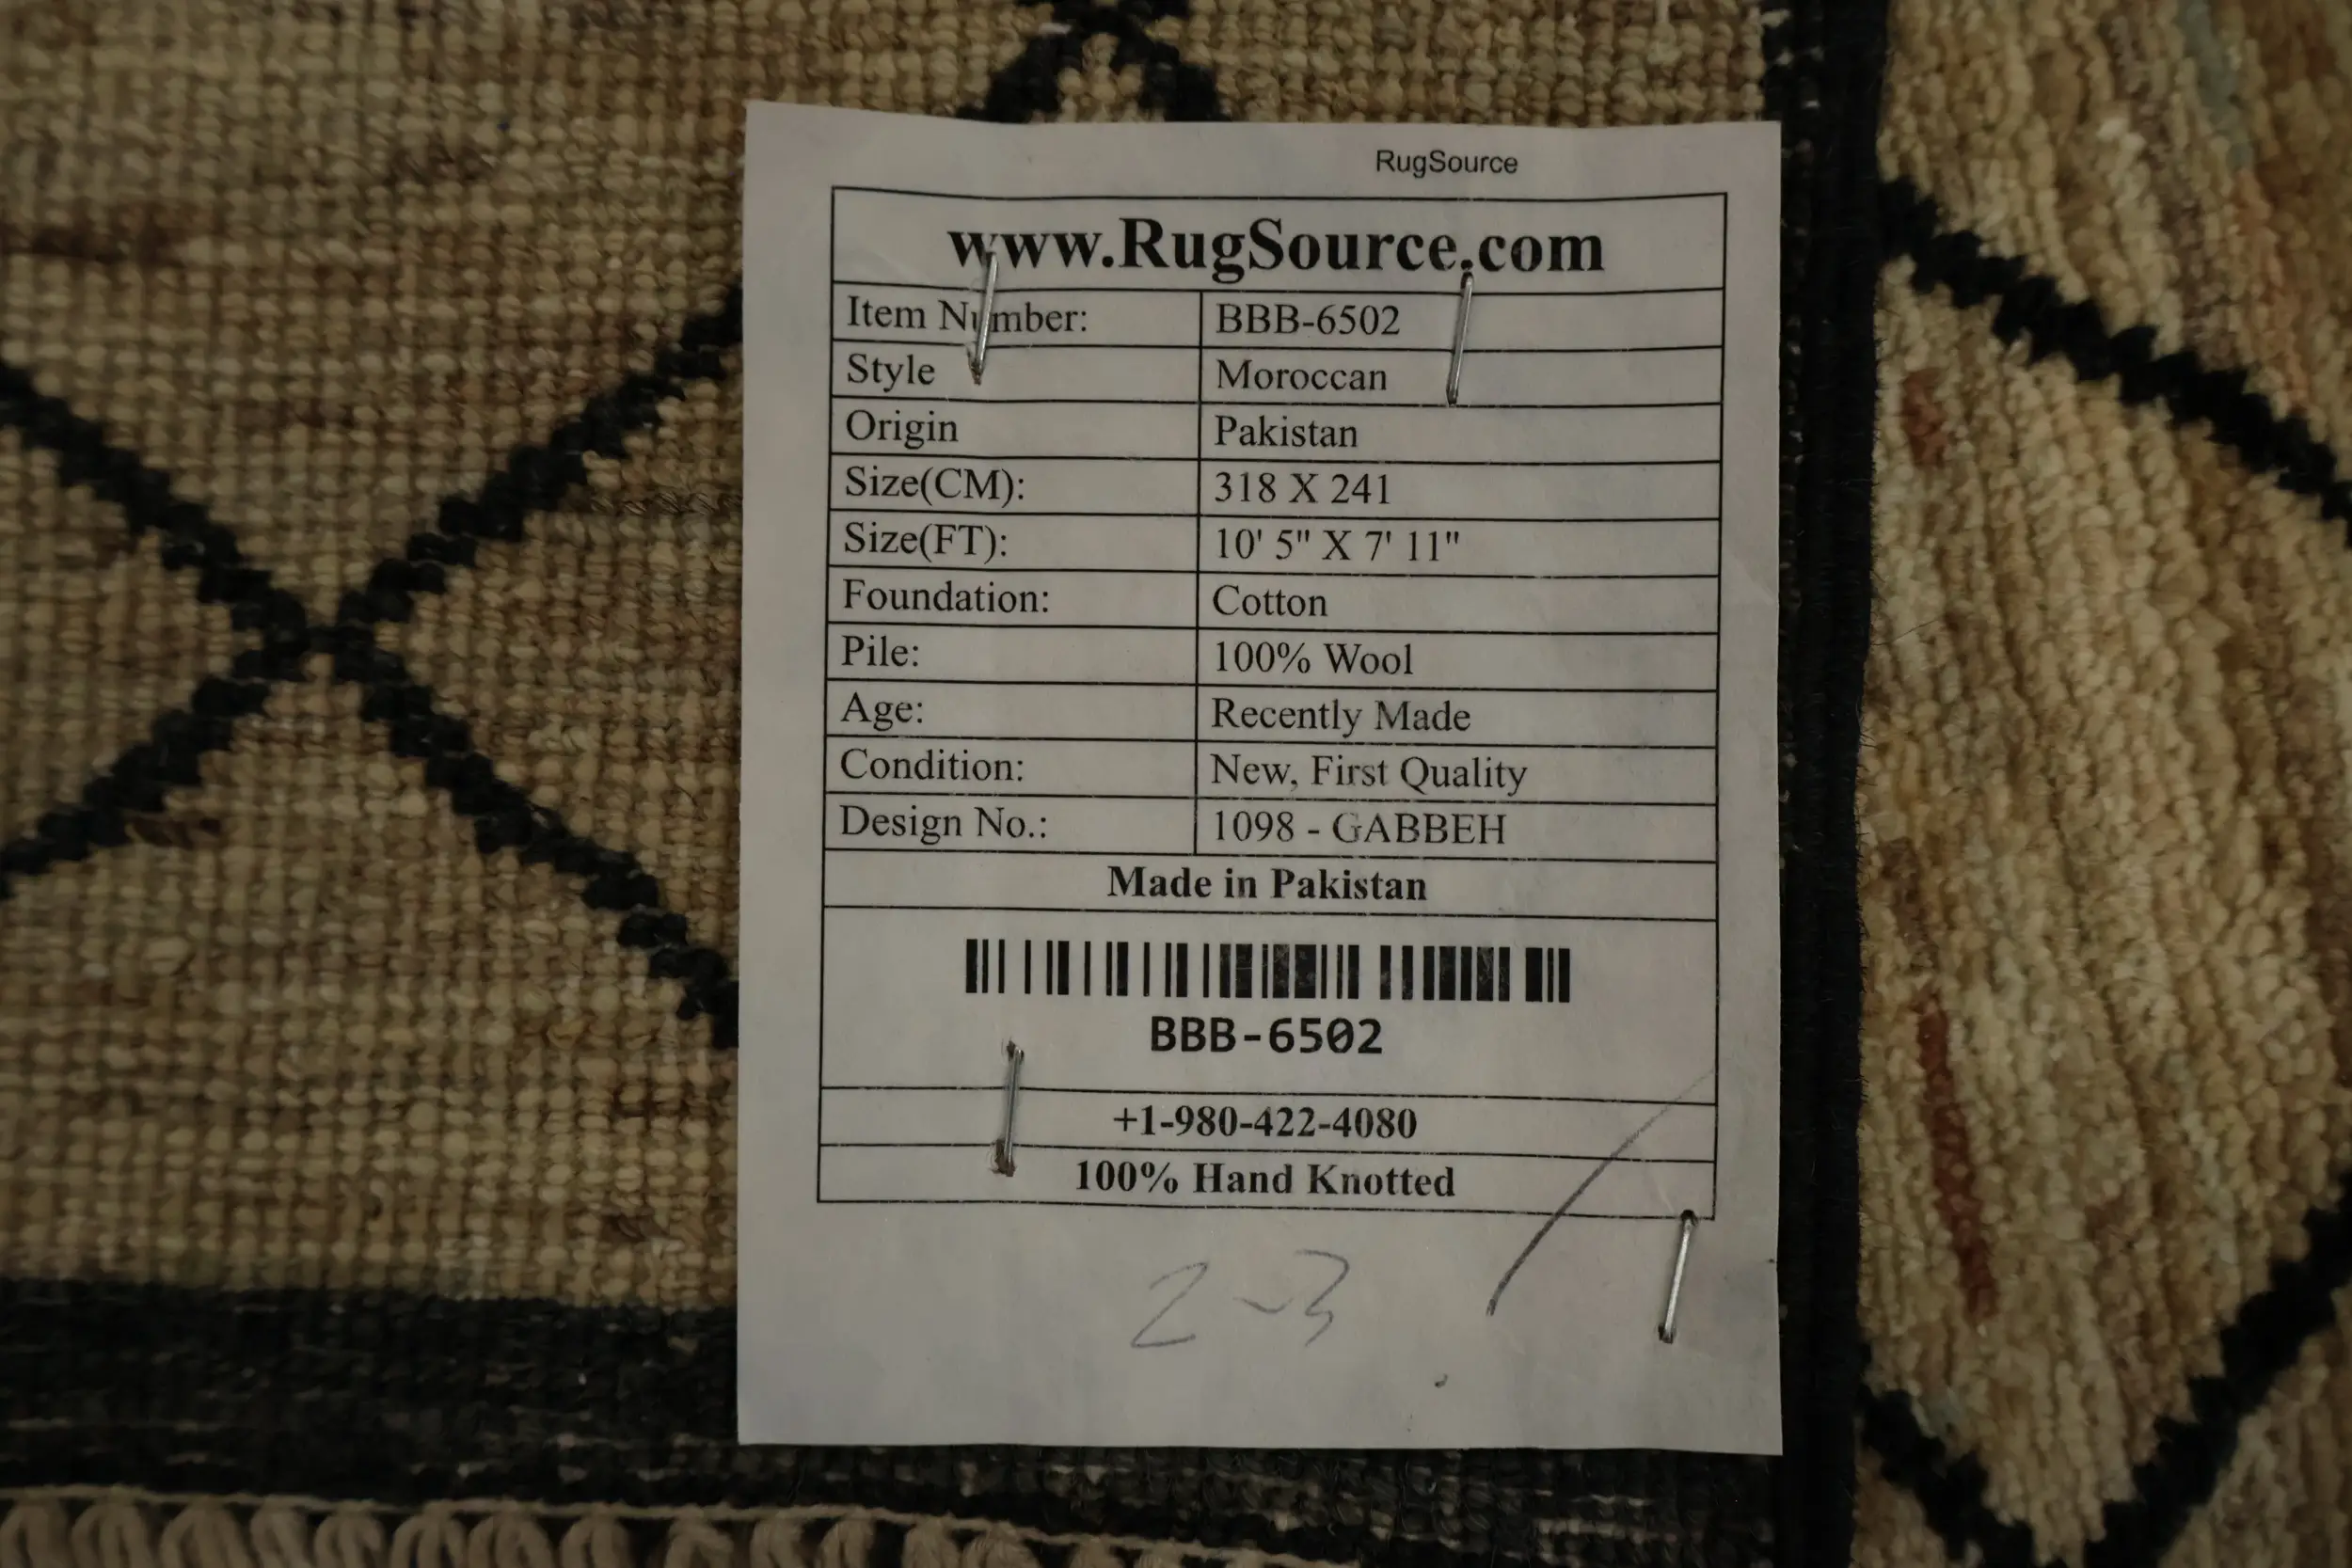 RugSource
www.RugSource.com
Item Number: BBB-6502
Style Moroccan
Origin Pakistan
Size(CM): 318 X 241
Size(FT): 10' 5" X 7' 11"
Foundation: Cotton
Pile: 100% Wool
Age: Recently Made
Condition: New, First Quality
Design No.: 1098 - GABBEH
Made in Pakistan
BBB-6502
+1-980-422-4080
100% Hand Knotted
2-3